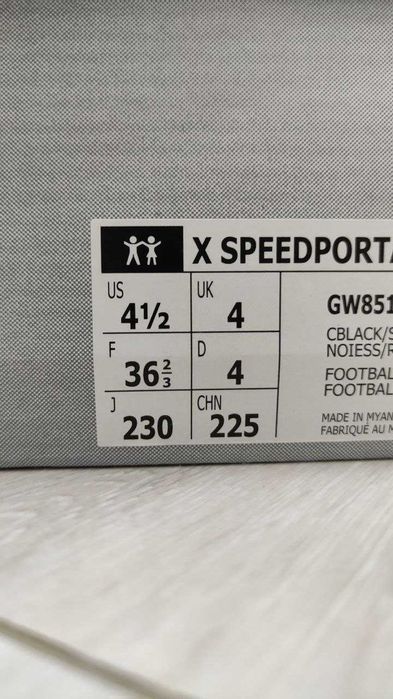 X SPEEDPORTA
US 4½ UK 4
GW851
CBLACK/S
NOIESS/R
F 36⅔ D 4
FOOTBAL
FOOTBAL
J 230 CHN 225
MADE IN MYAN
FABRIQUÉ AU M